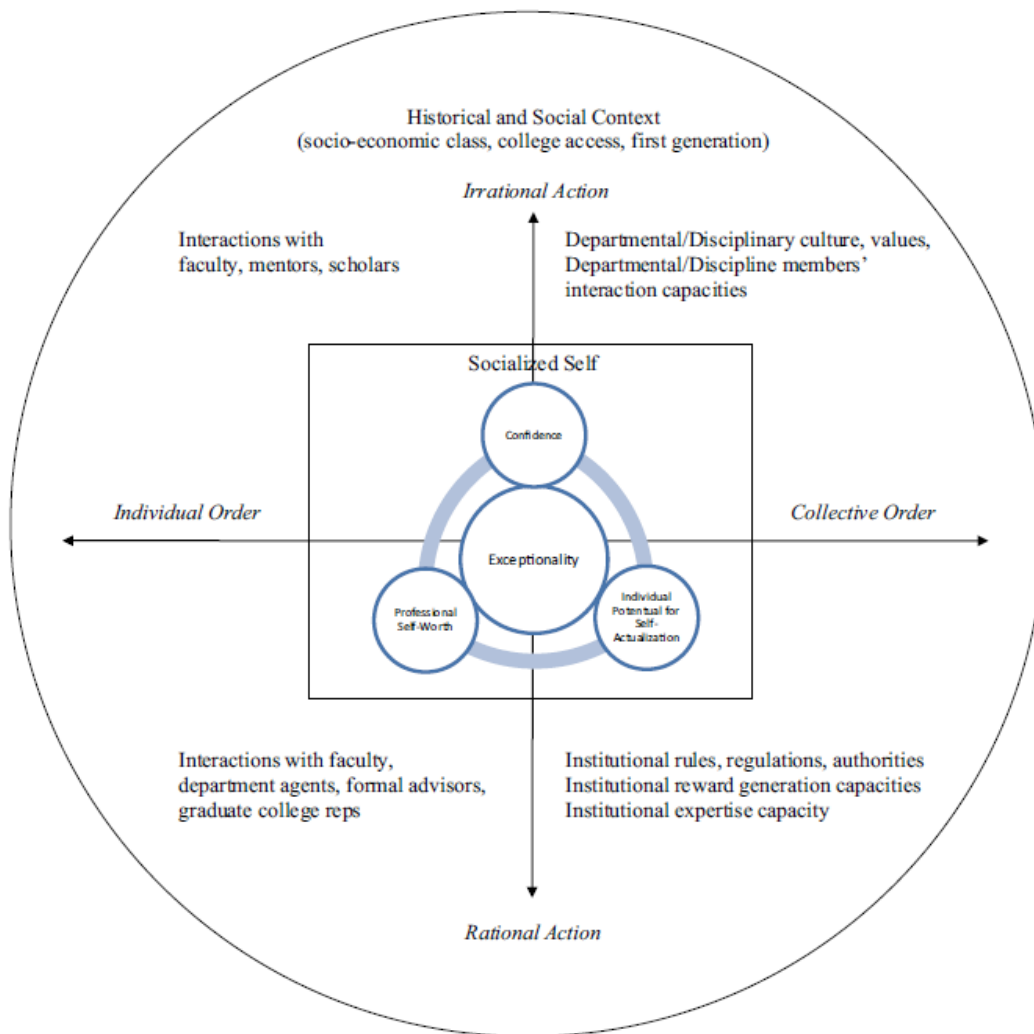 Historical and Social Context
(socio-economic class, college access, first generation)
Irrational Action
Interactions with
faculty, mentors, scholars
Departmental/Disciplinary culture, values,
Departmental/Discipline members'
interaction capacities
Socialized Self
Confidence
Individual Order
Collective Order
Exceptionality
Professional
Self-Worth
Individual
Potentual for
Self-
Actualization
Interactions with faculty,
department agents, formal advisors,
graduate college reps
Institutional rules, regulations, authorities
Institutional reward generation capacities
Institutional expertise capacity
Rational Action